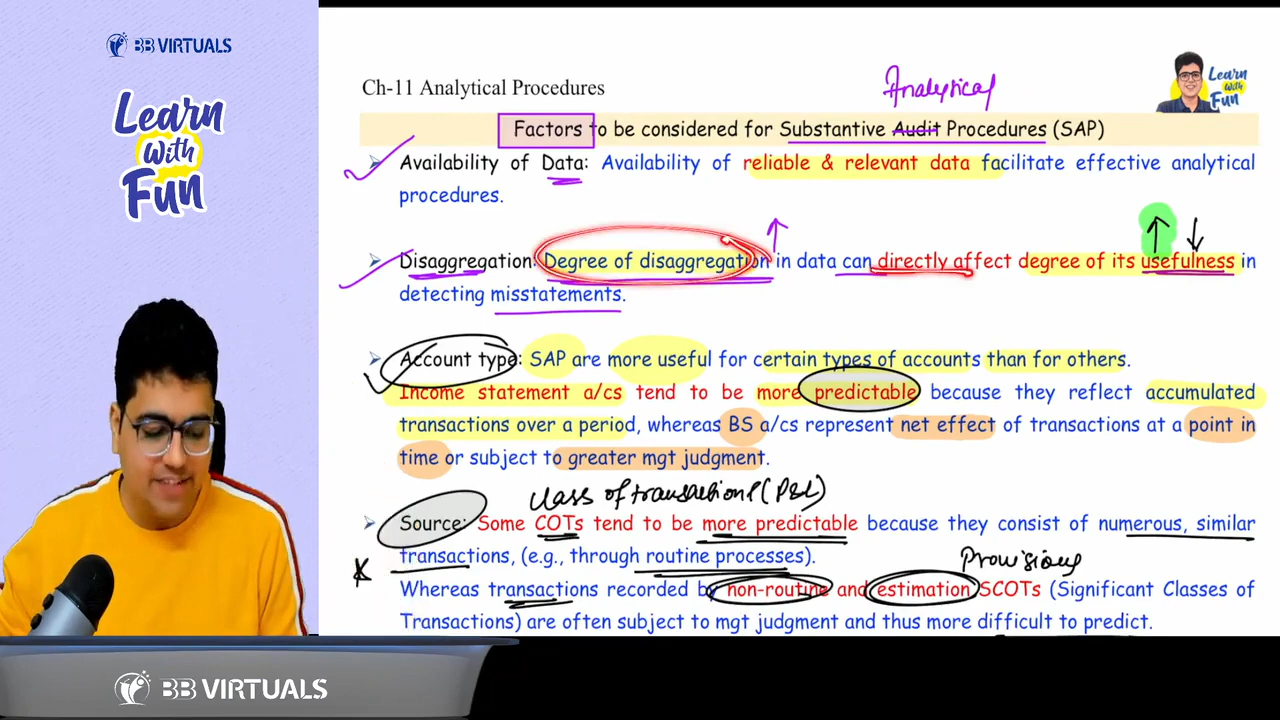 BB VIRTUALS
Learn
With
Fun
Ch-11 Analytical Procedures
Analytical
Learn
With
Fun
Factors to be considered for Substantive Audit Procedures (SAP)
Availability of Data: Availability of reliable & relevant data facilitate effective analytical
procedures.
Disaggregation: Degree of disaggregation in data can directly affect degree of its usefulness in
detecting misstatements.
Account type: SAP are more useful for certain types of accounts than for others.
Income statement a/cs tend to be more predictable because they reflect accumulated
transactions over a period, whereas BS a/cs represent net effect of transactions at a point in
time or subject to greater mgt judgment.
Class of transactions (P&L)
Source: Some COTs tend to be more predictable because they consist of numerous, similar
transactions, (e.g., through routine processes).
Provisions
Whereas transactions recorded by non-routine and estimation SCOTs (Significant Classes of
Transactions) are often subject to mgt judgment and thus more difficult to predict.
BB VIRTUALS